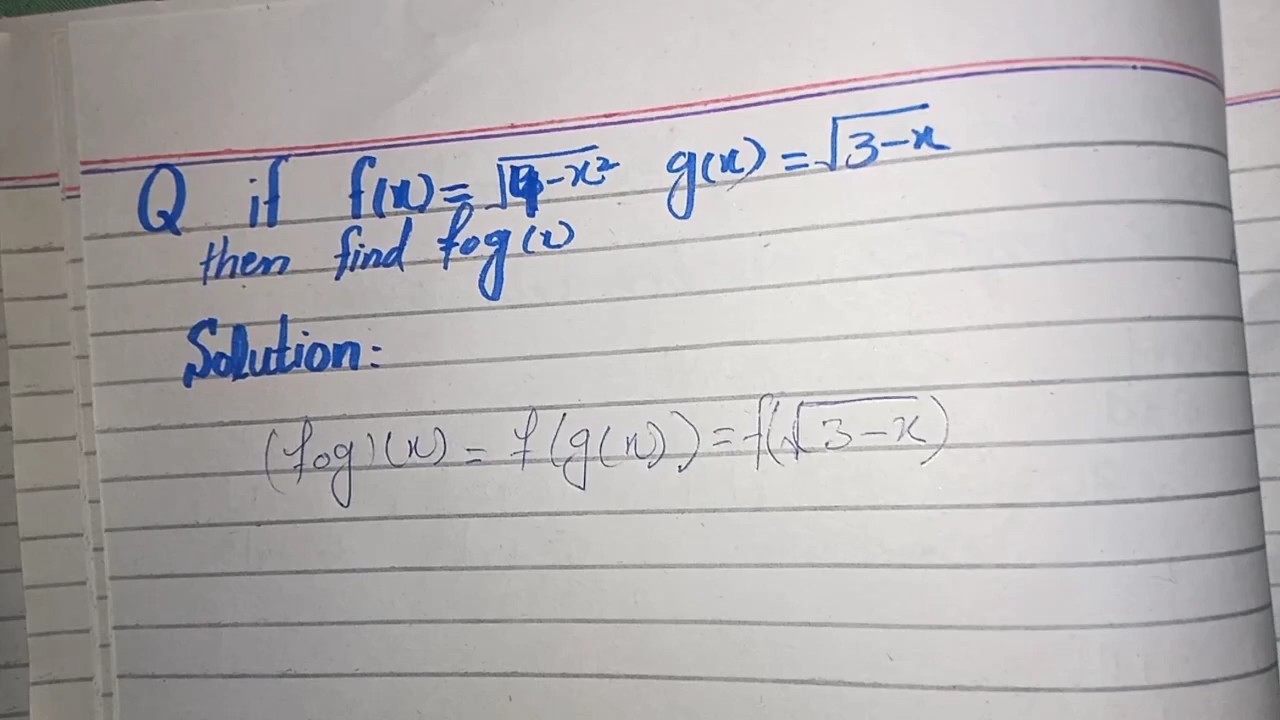 Q if f(x) = √4-x² g(x) = √3-x
then find fog(x)
Solution:
(fog)(x) = f(g(x)) = f(√3-x)